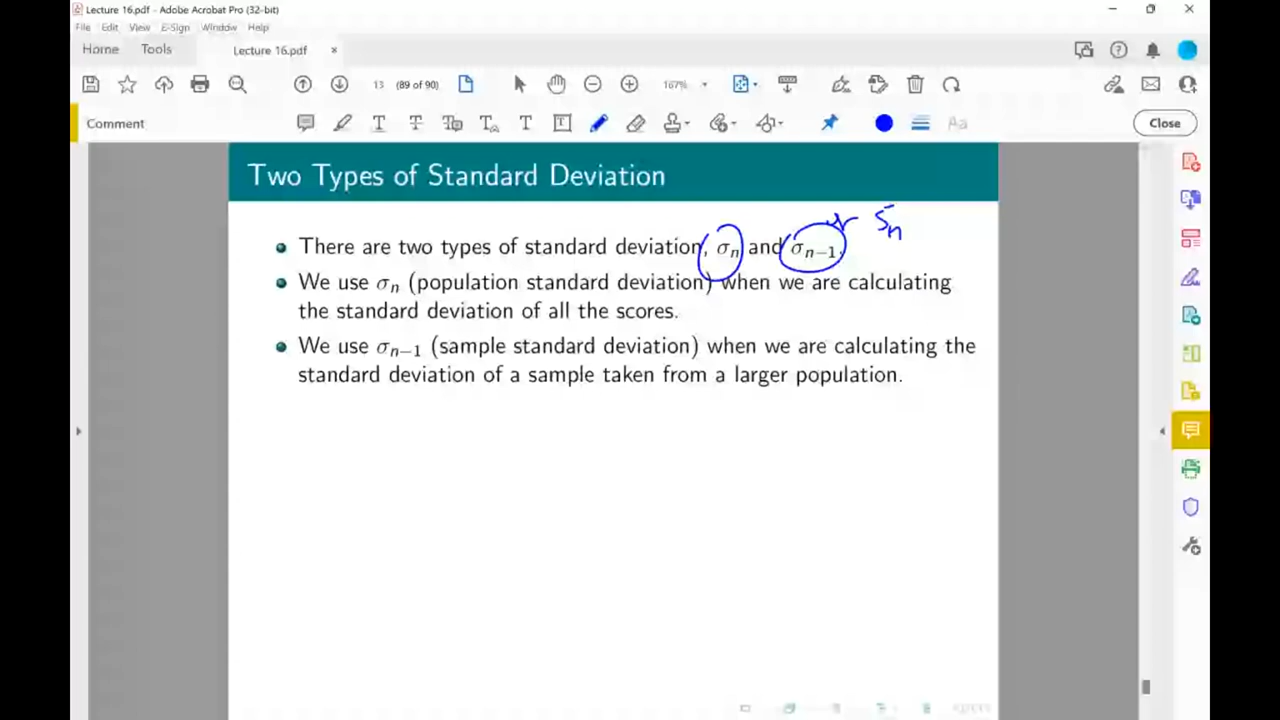 Lecture 16.pdf - Adobe Acrobat Pro (32-bit)
File Edit View E-Sign Window Help
Home Tools Lecture 16.pdf ×
13 (89 of 90) 167%
Comment Close
Two Types of Standard Deviation
or Sₙ
There are two types of standard deviation, σₙ and σₙ₋₁.
We use σₙ (population standard deviation) when we are calculating
the standard deviation of all the scores.
We use σₙ₋₁ (sample standard deviation) when we are calculating the
standard deviation of a sample taken from a larger population.